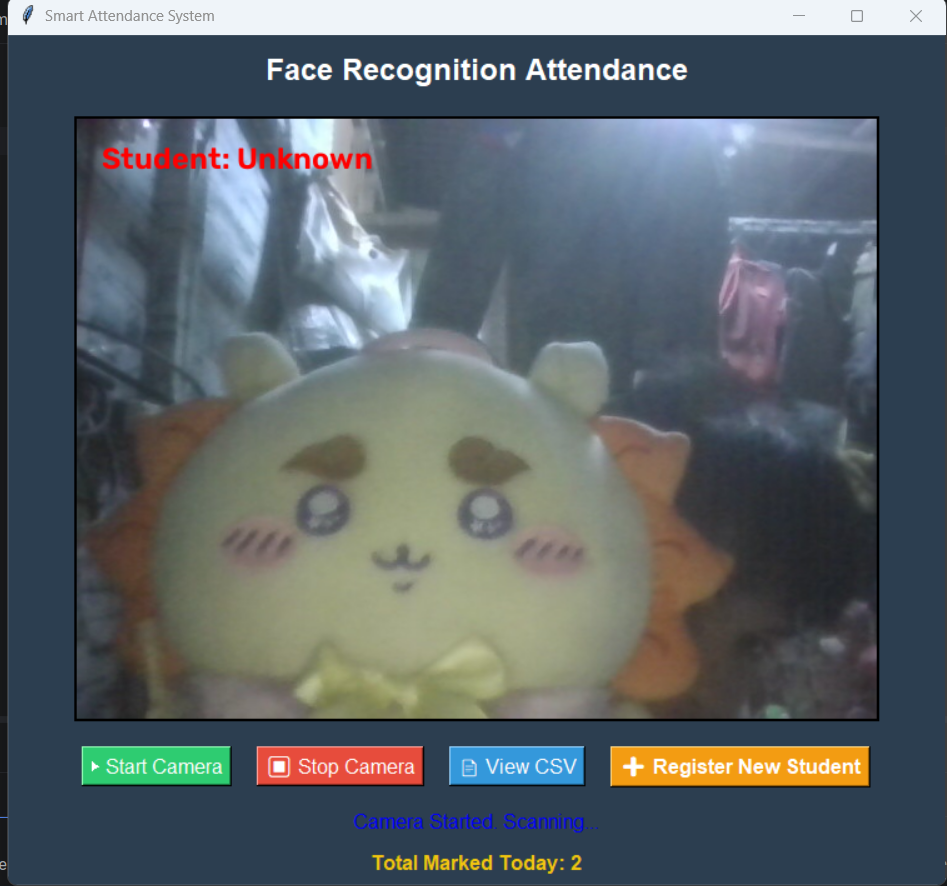 Smart Attendance System
Face Recognition Attendance
Student: Unknown
Start Camera
Stop Camera
View CSV
Register New Student
Camera Started. Scanning...
Total Marked Today: 2